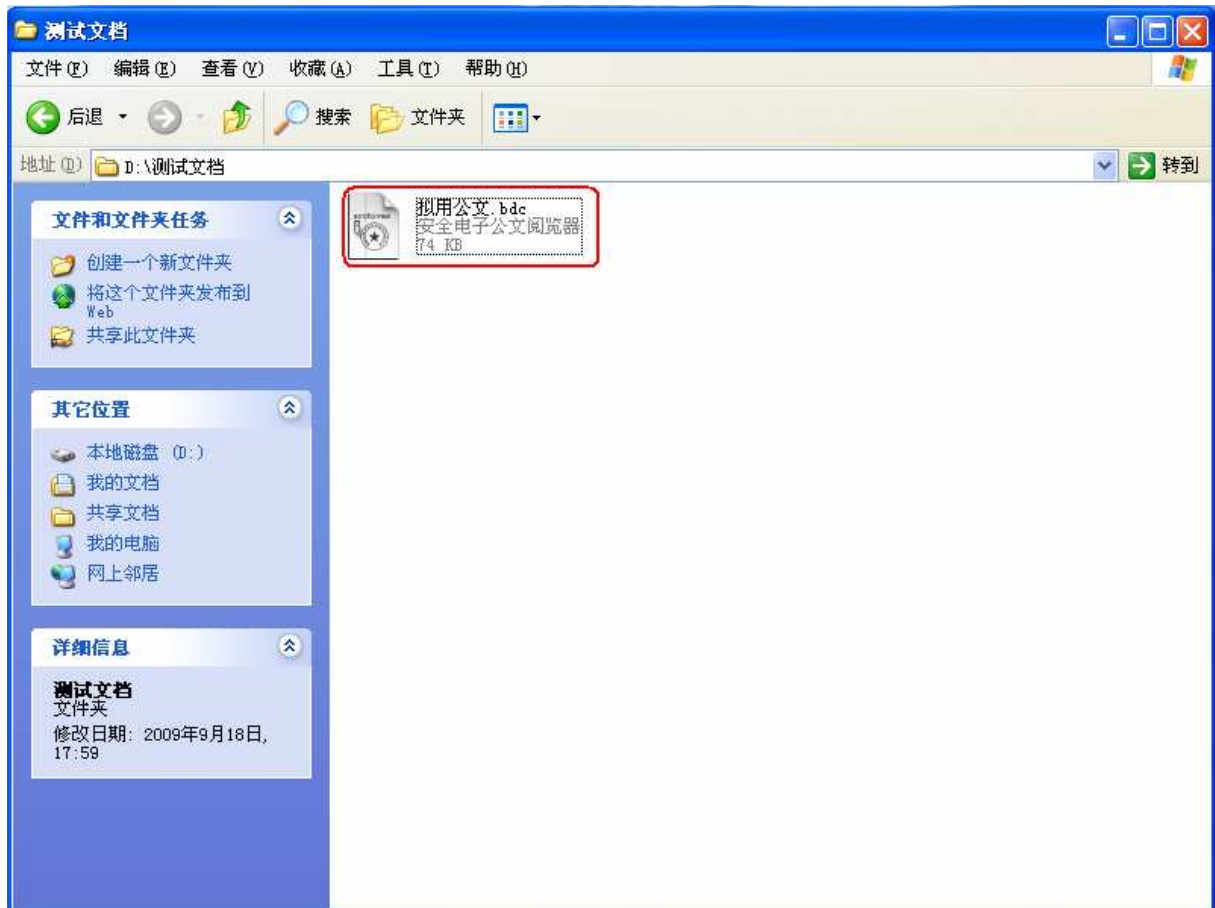 测试文档
文件(F) 编辑(E) 查看(V) 收藏(A) 工具(T) 帮助(H)
后退 搜索 文件夹
地址(D) D:\测试文档 转到
文件和文件夹任务
创建一个新文件夹
将这个文件夹发布到
Web
共享此文件夹
其它位置
本地磁盘 (D:)
我的文档
共享文档
我的电脑
网上邻居
详细信息
测试文档
文件夹
修改日期: 2009年9月18日,
17:59
拟用公文.bdc
安全电子公文阅览器
74 KB